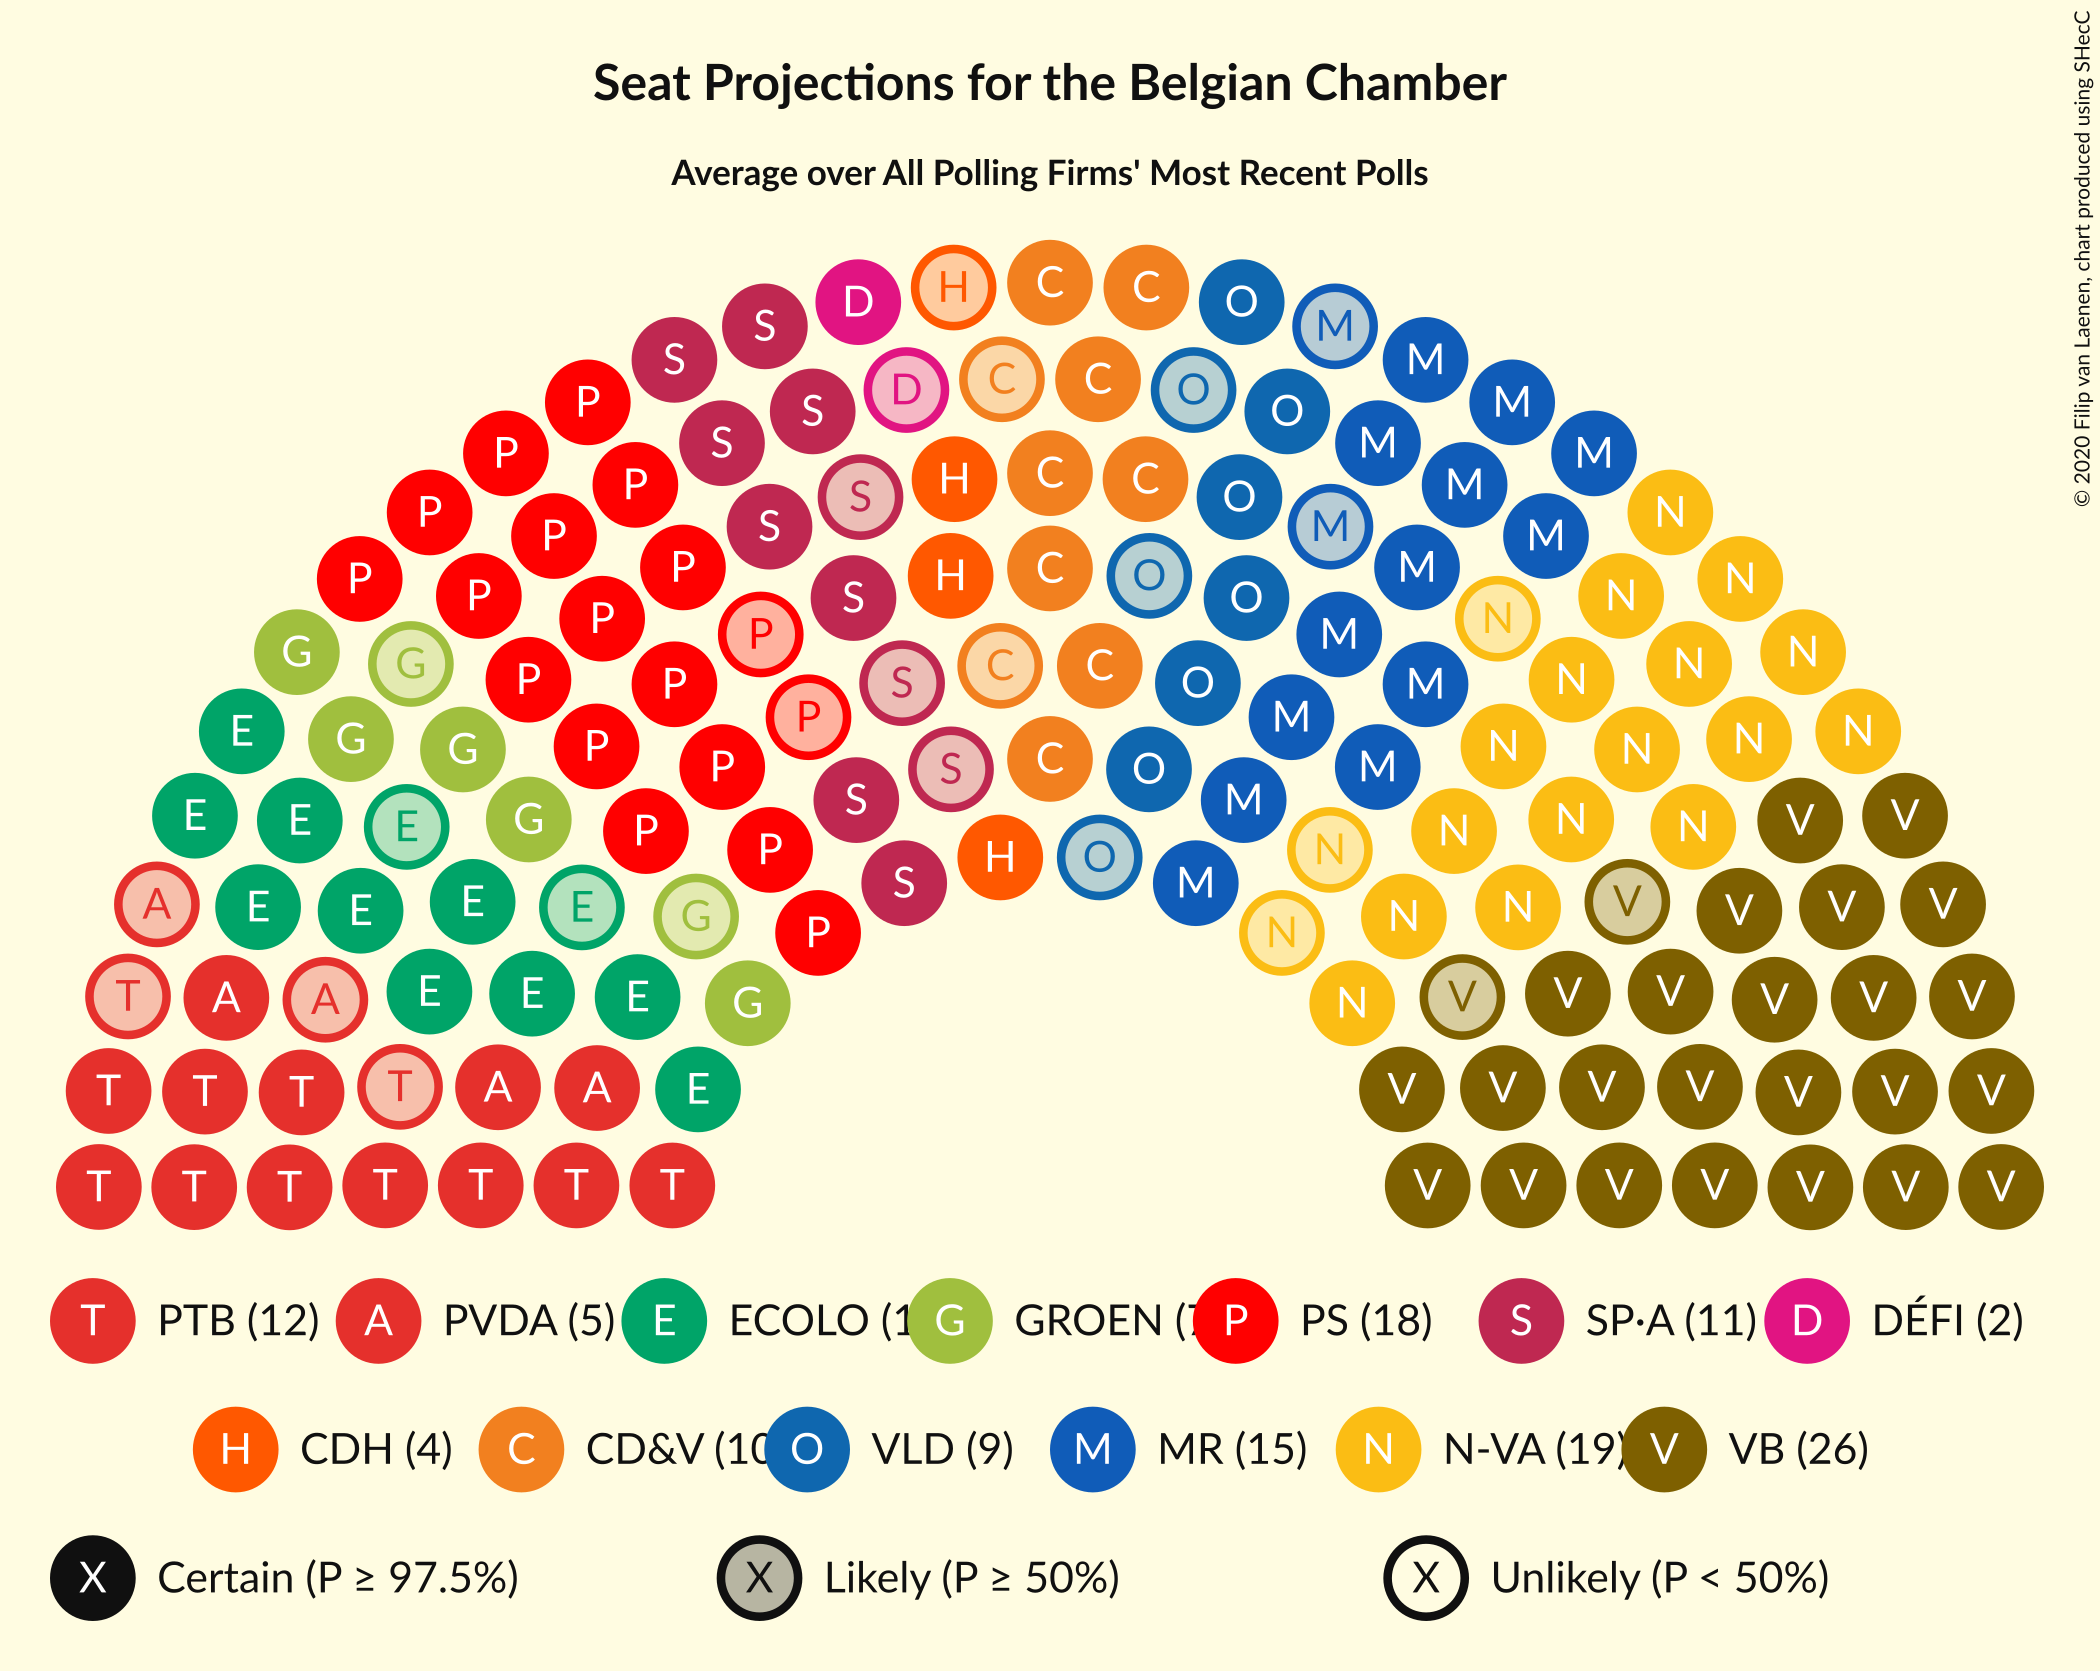 Seat Projections for the Belgian Chamber
Average over All Polling Firms' Most Recent Polls
© 2020 Filip van Laenen, chart produced using SHecC
H C C O
D M
S M
S D C C O O M
P S M M
P S S H C C O M M N
P P S M M N
P P P S H C O O M N N
P P P M N N
G G P P P S C C O M M N N N
E G G P P P S C O M M N N N N
E E E G P P S M N N N N V V
A E E E E G P S H O M N N N N V V V V
T A A E E E G P N N V V V V V V
T T T T A A E V V V V V V V
T T T T T T T V V V V V V V
T PTB (12) A PVDA (5) E ECOLO (1 G GROEN (7 P PS (18) S SP·A (11) D DÉFI (2)
H CDH (4) C CD&V (10 O VLD (9) M MR (15) N N-VA (19) V VB (26)
X Certain (P ≥ 97.5%) X Likely (P ≥ 50%) X Unlikely (P < 50%)